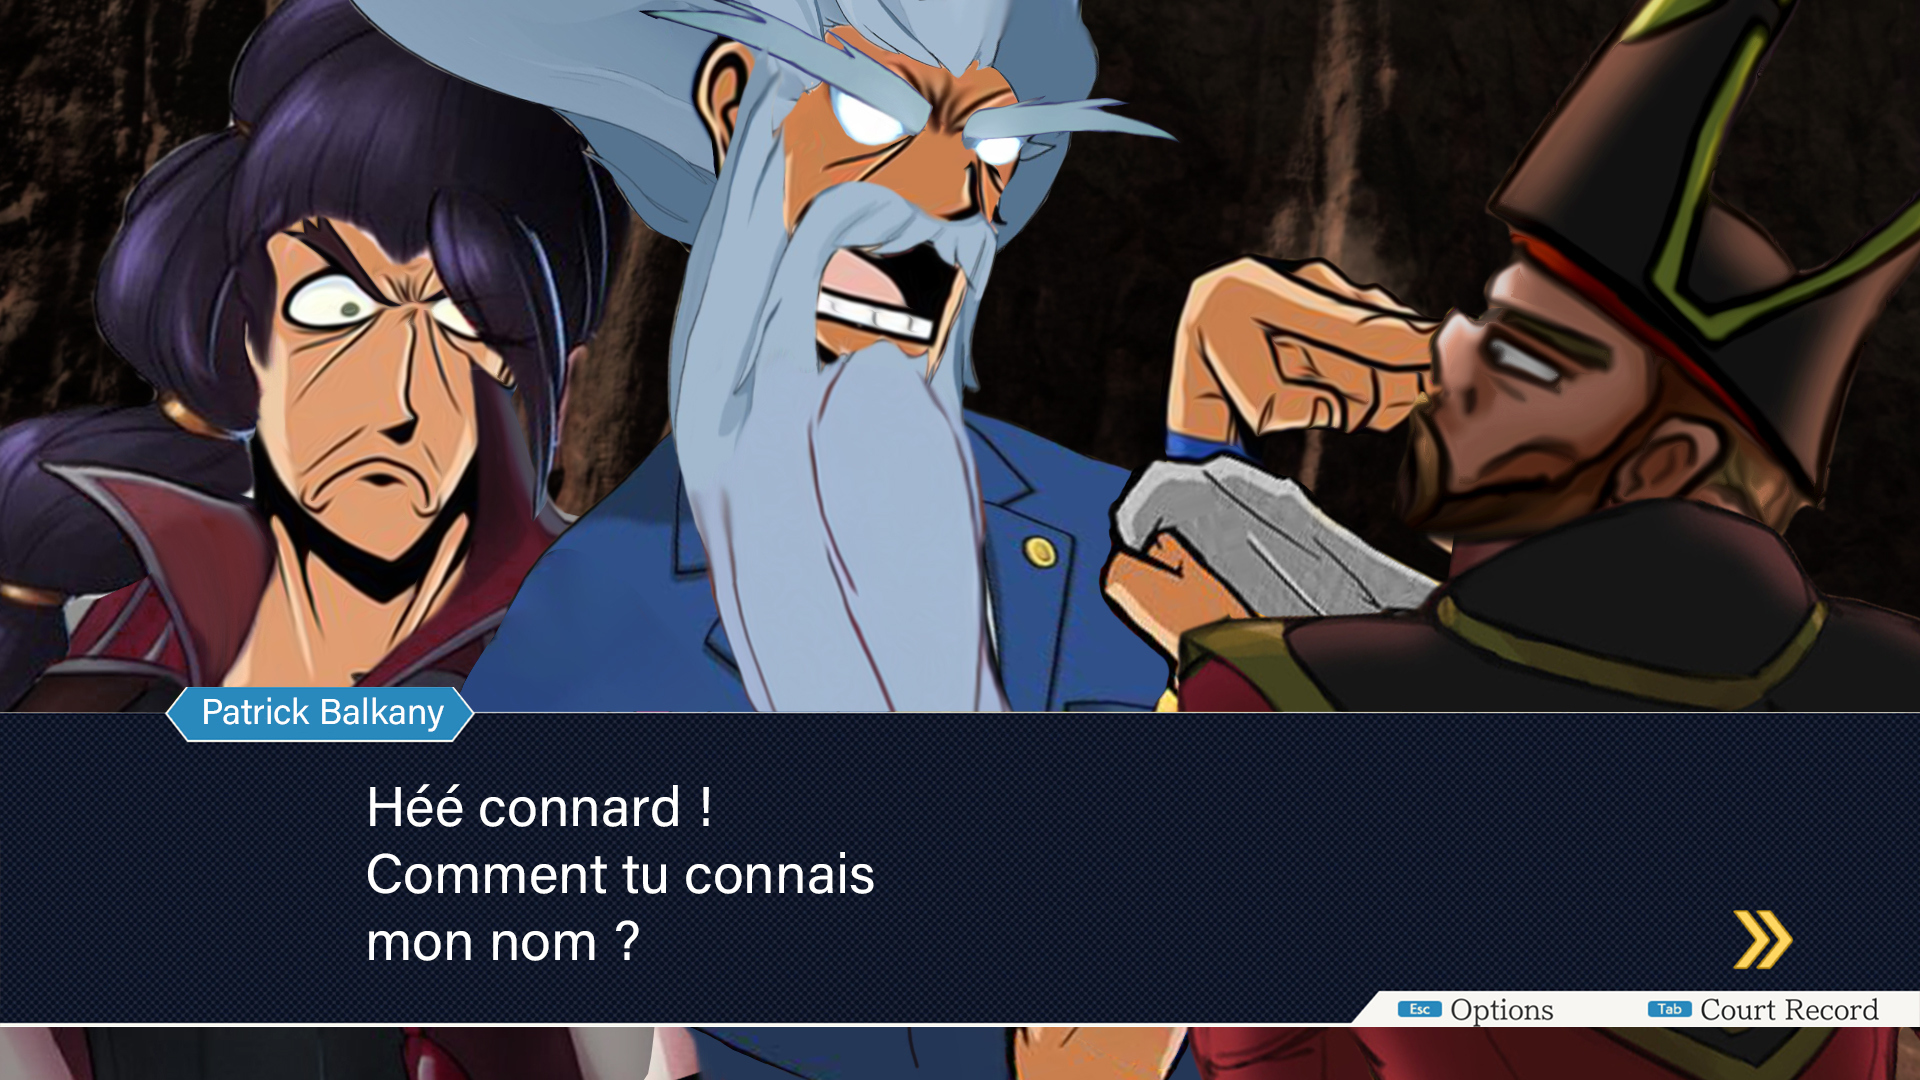 Patrick Balkany
Héé connard !
Comment tu connais
mon nom ?
Esc Options
Tab Court Record